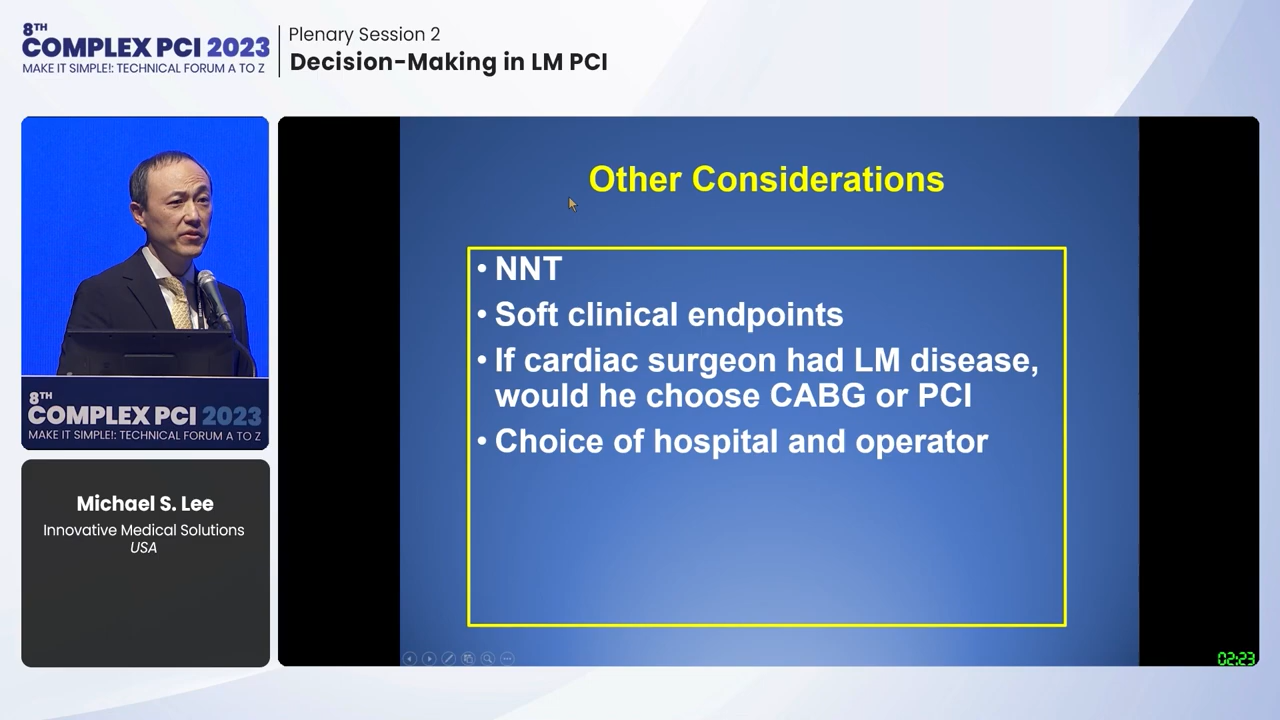 8TH
COMPLEX PCI 2023
MAKE IT SIMPLE!: TECHNICAL FORUM A TO Z
Plenary Session 2
Decision-Making in LM PCI
8TH
COMPLEX PCI 2023
MAKE IT SIMPLE!: TECHNICAL FORUM A TO Z
Michael S. Lee
Innovative Medical Solutions
USA
Other Considerations
• NNT
• Soft clinical endpoints
• If cardiac surgeon had LM disease,
would he choose CABG or PCI
• Choice of hospital and operator
02:23